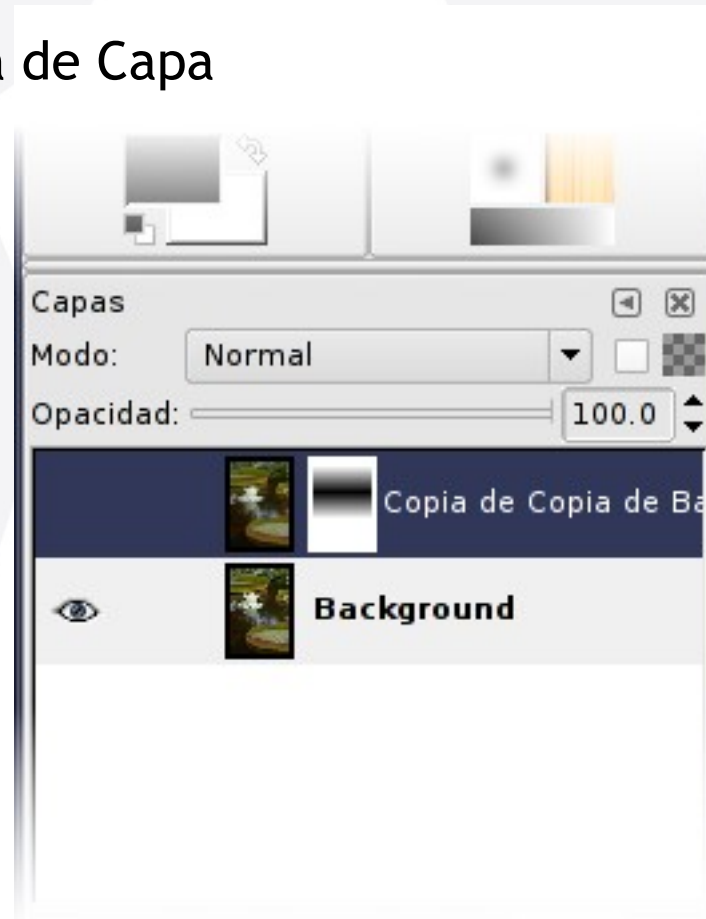 de Capa
Capas
Modo: Normal
Opacidad: 100.0
Copia de Copia de Ba
Background